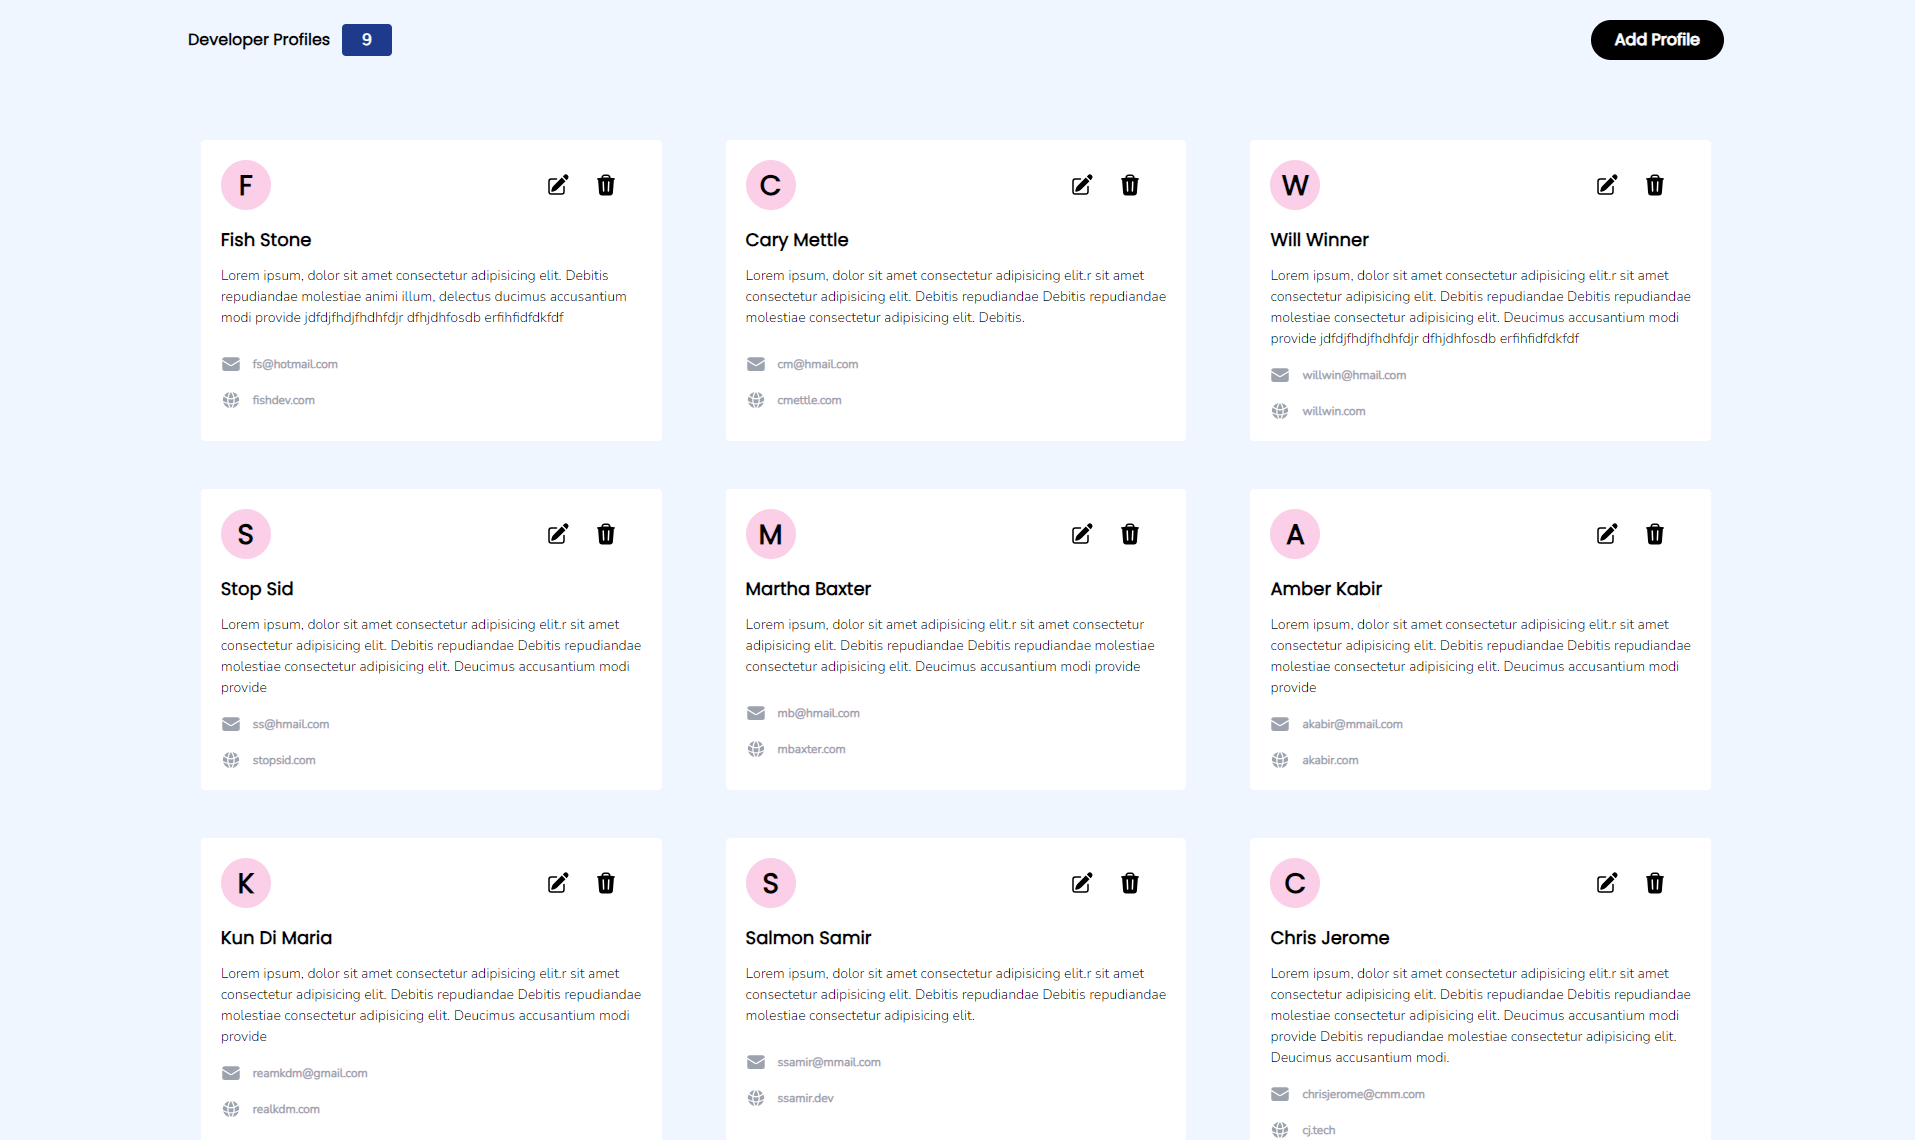 Developer Profiles 9
Add Profile
F
Fish Stone
Lorem ipsum, dolor sit amet consectetur adipisicing elit. Debitis
repudiandae molestiae animi illum, delectus ducimus accusantium
modi provide jdfdjfhdjfhdhfdjr dfhjdhfosdb erfihfidfdkfdf
fs@hotmail.com
fishdev.com
C
Cary Mettle
Lorem ipsum, dolor sit amet consectetur adipisicing elit.r sit amet
consectetur adipisicing elit. Debitis repudiandae Debitis repudiandae
molestiae consectetur adipisicing elit. Debitis.
cm@hmail.com
cmettle.com
W
Will Winner
Lorem ipsum, dolor sit amet consectetur adipisicing elit.r sit amet
consectetur adipisicing elit. Debitis repudiandae Debitis repudiandae
molestiae consectetur adipisicing elit. Deucimus accusantium modi
provide jdfdjfhdjfhdhfdjr dfhjdhfosdb erfihfidfdkfdf
willwin@hmail.com
willwin.com
S
Stop Sid
Lorem ipsum, dolor sit amet consectetur adipisicing elit.r sit amet
consectetur adipisicing elit. Debitis repudiandae Debitis repudiandae
molestiae consectetur adipisicing elit. Deucimus accusantium modi
provide
ss@hmail.com
stopsid.com
M
Martha Baxter
Lorem ipsum, dolor sit amet adipisicing elit.r sit amet consectetur
adipisicing elit. Debitis repudiandae Debitis repudiandae molestiae
consectetur adipisicing elit. Deucimus accusantium modi provide
mb@hmail.com
mbaxter.com
A
Amber Kabir
Lorem ipsum, dolor sit amet consectetur adipisicing elit.r sit amet
consectetur adipisicing elit. Debitis repudiandae Debitis repudiandae
molestiae consectetur adipisicing elit. Deucimus accusantium modi
provide
akabir@mmail.com
akabir.com
K
Kun Di Maria
Lorem ipsum, dolor sit amet consectetur adipisicing elit.r sit amet
consectetur adipisicing elit. Debitis repudiandae Debitis repudiandae
molestiae consectetur adipisicing elit. Deucimus accusantium modi
provide
reamkdm@gmail.com
realkdm.com
S
Salmon Samir
Lorem ipsum, dolor sit amet consectetur adipisicing elit.r sit amet
consectetur adipisicing elit. Debitis repudiandae Debitis repudiandae
molestiae consectetur adipisicing elit.
ssamir@mmail.com
ssamir.dev
C
Chris Jerome
Lorem ipsum, dolor sit amet consectetur adipisicing elit.r sit amet
consectetur adipisicing elit. Debitis repudiandae Debitis repudiandae
molestiae consectetur adipisicing elit. Deucimus accusantium modi
provide Debitis repudiandae molestiae consectetur adipisicing elit.
Deucimus accusantium modi.
chrisjerome@cmm.com
cj.tech